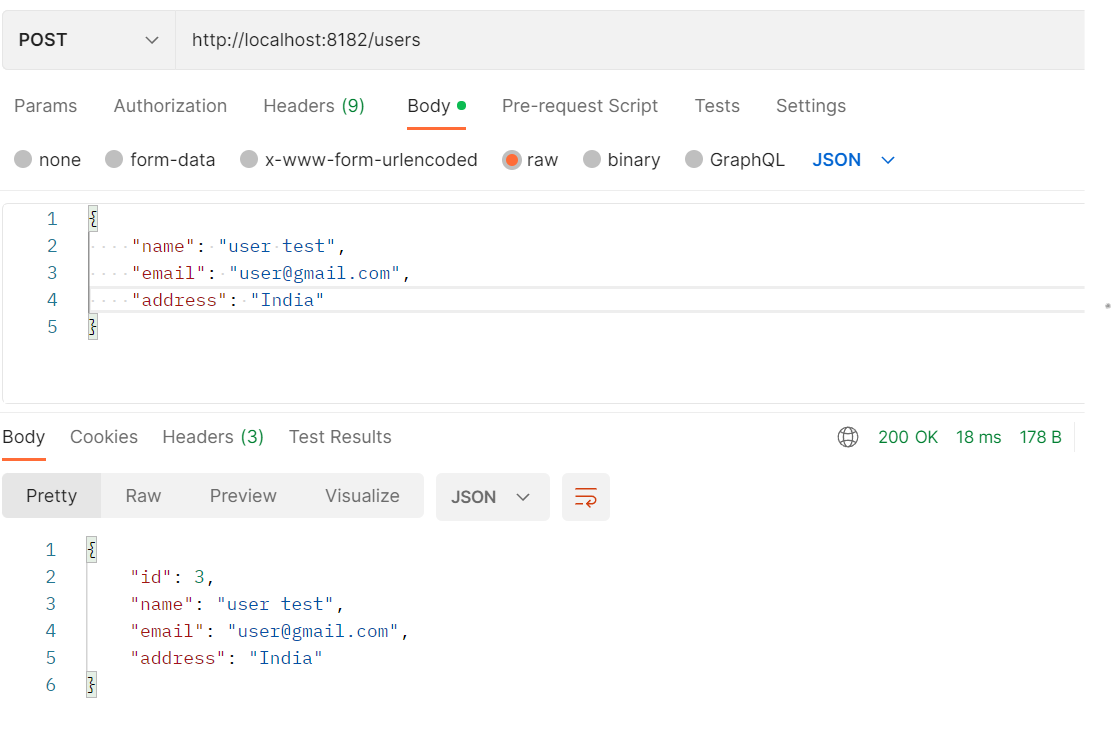 POST http://localhost:8182/users
Params Authorization Headers (9) Body Pre-request Script Tests Settings
none form-data x-www-form-urlencoded raw binary GraphQL JSON
1 {
2 "name": "user test",
3 "email": "user@gmail.com",
4 "address": "India"
5 }
Body Cookies Headers (3) Test Results 200 OK 18 ms 178 B
Pretty Raw Preview Visualize JSON
1 {
2 "id": 3,
3 "name": "user test",
4 "email": "user@gmail.com",
5 "address": "India"
6 }